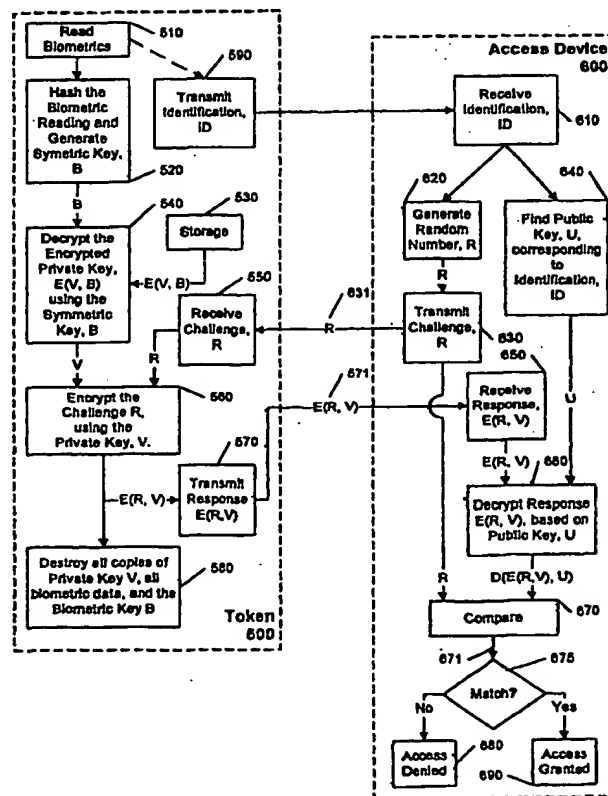 Read
Biometrics
510
Hash the
Biometric
Reading and
Generate
Symetric Key,
B
520
590
Transmit
Identification,
ID
B
540
530
Storage
Decrypt the
Encrypted
Private Key,
E(V, B)
using the
Symmetric
Key, B
E(V, B)
550
Receive
Challenge,
R
V
R
Encrypt the
Challenge R,
using the
Private Key, V.
560
570
E(R, V)
Transmit
Response
E(R,V)
Destroy all copies of
Private Key V, all
biometric data, and the
Biometric Key B
580
Token
500
631
R
571
E(R, V)
Access Device
600
Receive
Identification,
ID
610
620
640
Generate
Random
Number, R
Find Public
Key, U,
corresponding
to
Identification,
ID
R
Transmit
Challenge,
R
630
650
Receive
Response,
E(R, V)
U
E(R, V)
660
Decrypt Response
E(R, V), based on
Public Key, U
R
D(E(R,V), U)
Compare
670
671
675
Match?
No
Yes
Access
Denied
680
Access
Granted
690